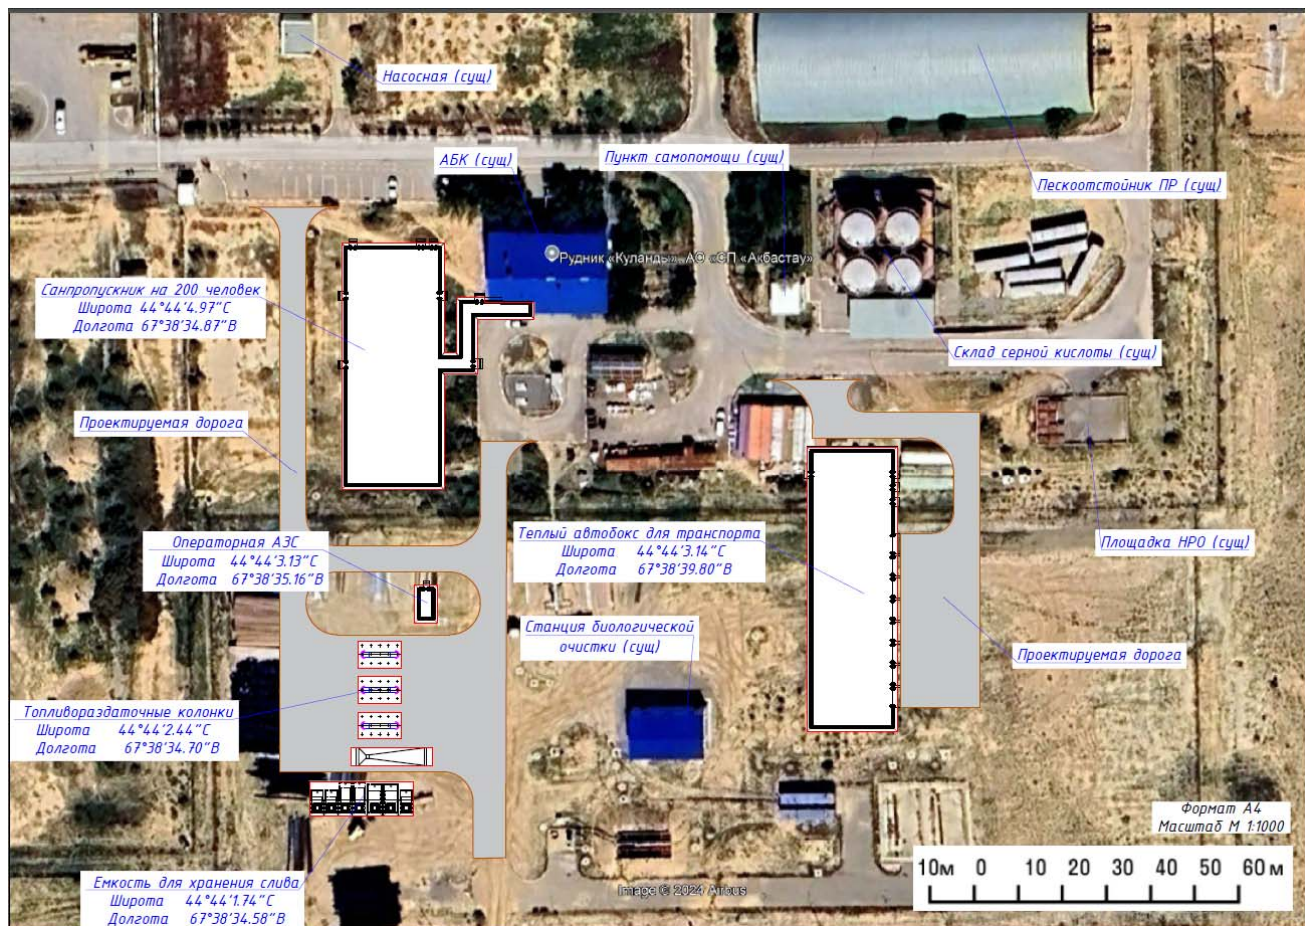 Насосная (сущ)
АБК (сущ)
Пункт самопомощи (сущ)
Пескоотстойник ПР (сущ)
Рудник «Куланды» АО «СП «Акбастау»
Санпропускник на 200 человек
Широта 44°44'4.97"С
Долгота 67°38'34.87"В
Склад серной кислоты (сущ)
Проектируемая дорога
Операторная АЗС
Широта 44°44'3.13"С
Долгота 67°38'35.16"В
Теплый автобокс для транспорта
Широта 44°44'3.14"С
Долгота 67°38'39.80"В
Площадка НРО (сущ)
Станция биологической
очистки (сущ)
Проектируемая дорога
Топливораздаточные колонки
Широта 44°44'2.44"С
Долгота 67°38'34.70"В
Формат А4
Масштаб М 1:1000
10м 0 10 20 30 40 50 60 м
Емкость для хранения слива
Широта 44°44'1.74"С
Долгота 67°38'34.58"В
Image © 2024 Airbus